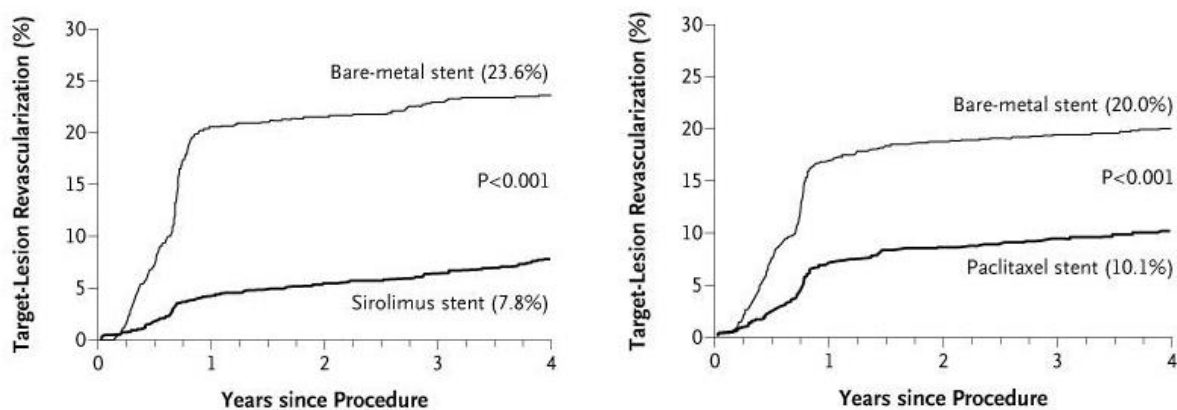 Target-Lesion Revascularization (%)
30
25
20
15
10
5
0
Bare-metal stent (23.6%)
P<0.001
Sirolimus stent (7.8%)
0 1 2 3 4
Years since Procedure
Target-Lesion Revascularization (%)
30
25
20
15
10
5
0
Bare-metal stent (20.0%)
P<0.001
Paclitaxel stent (10.1%)
0 1 2 3 4
Years since Procedure